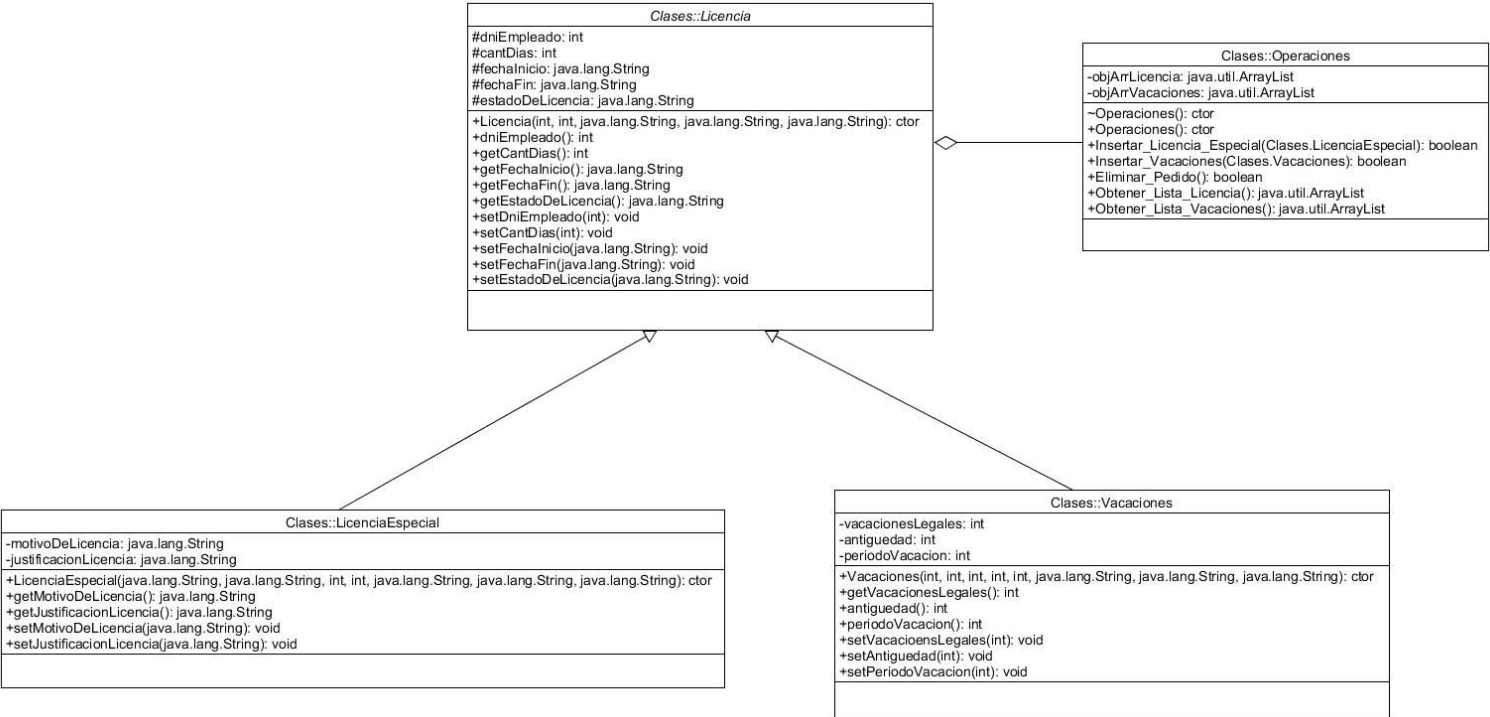 Clases::Licencia
#dniEmpleado: int
#cantDias: int
#fechaInicio: java.lang.String
#fechaFin: java.lang.String
#estadoDeLicencia: java.lang.String
+Licencia(int, int, java.lang.String, java.lang.String, java.lang.String): ctor
+dniEmpleado(): int
+getCantDias(): int
+getFechaInicio(): java.lang.String
+getFechaFin(): java.lang.String
+getEstadoDeLicencia(): java.lang.String
+setDniEmpleado(int): void
+setCantDias(int): void
+setFechaInicio(java.lang.String): void
+setFechaFin(java.lang.String): void
+setEstadoDeLicencia(java.lang.String): void
Clases::Operaciones
-objArrLicencia: java.util.ArrayList
-objArrVacaciones: java.util.ArrayList
~Operaciones(): ctor
+Operaciones(): ctor
+Insertar_Licencia_Especial(Clases.LicenciaEspecial): boolean
+Insertar_Vacaciones(Clases.Vacaciones): boolean
+Eliminar_Pedido(): boolean
+Obtener_Lista_Licencia(): java.util.ArrayList
+Obtener_Lista_Vacaciones(): java.util.ArrayList
Clases::LicenciaEspecial
-motivoDeLicencia: java.lang.String
-justificacionLicencia: java.lang.String
+LicenciaEspecial(java.lang.String, java.lang.String, int, int, java.lang.String, java.lang.String, java.lang.String): ctor
+getMotivoDeLicencia(): java.lang.String
+getJustificacionLicencia(): java.lang.String
+setMotivoDeLicencia(java.lang.String): void
+setJustificacionLicencia(java.lang.String): void
Clases::Vacaciones
-vacacionesLegales: int
-antiguedad: int
-periodoVacacion: int
+Vacaciones(int, int, int, int, int, java.lang.String, java.lang.String, java.lang.String): ctor
+getVacacionesLegales(): int
+antiguedad(): int
+periodoVacacion(): int
+setVacacioensLegales(int): void
+setAntiguedad(int): void
+setPeriodoVacacion(int): void